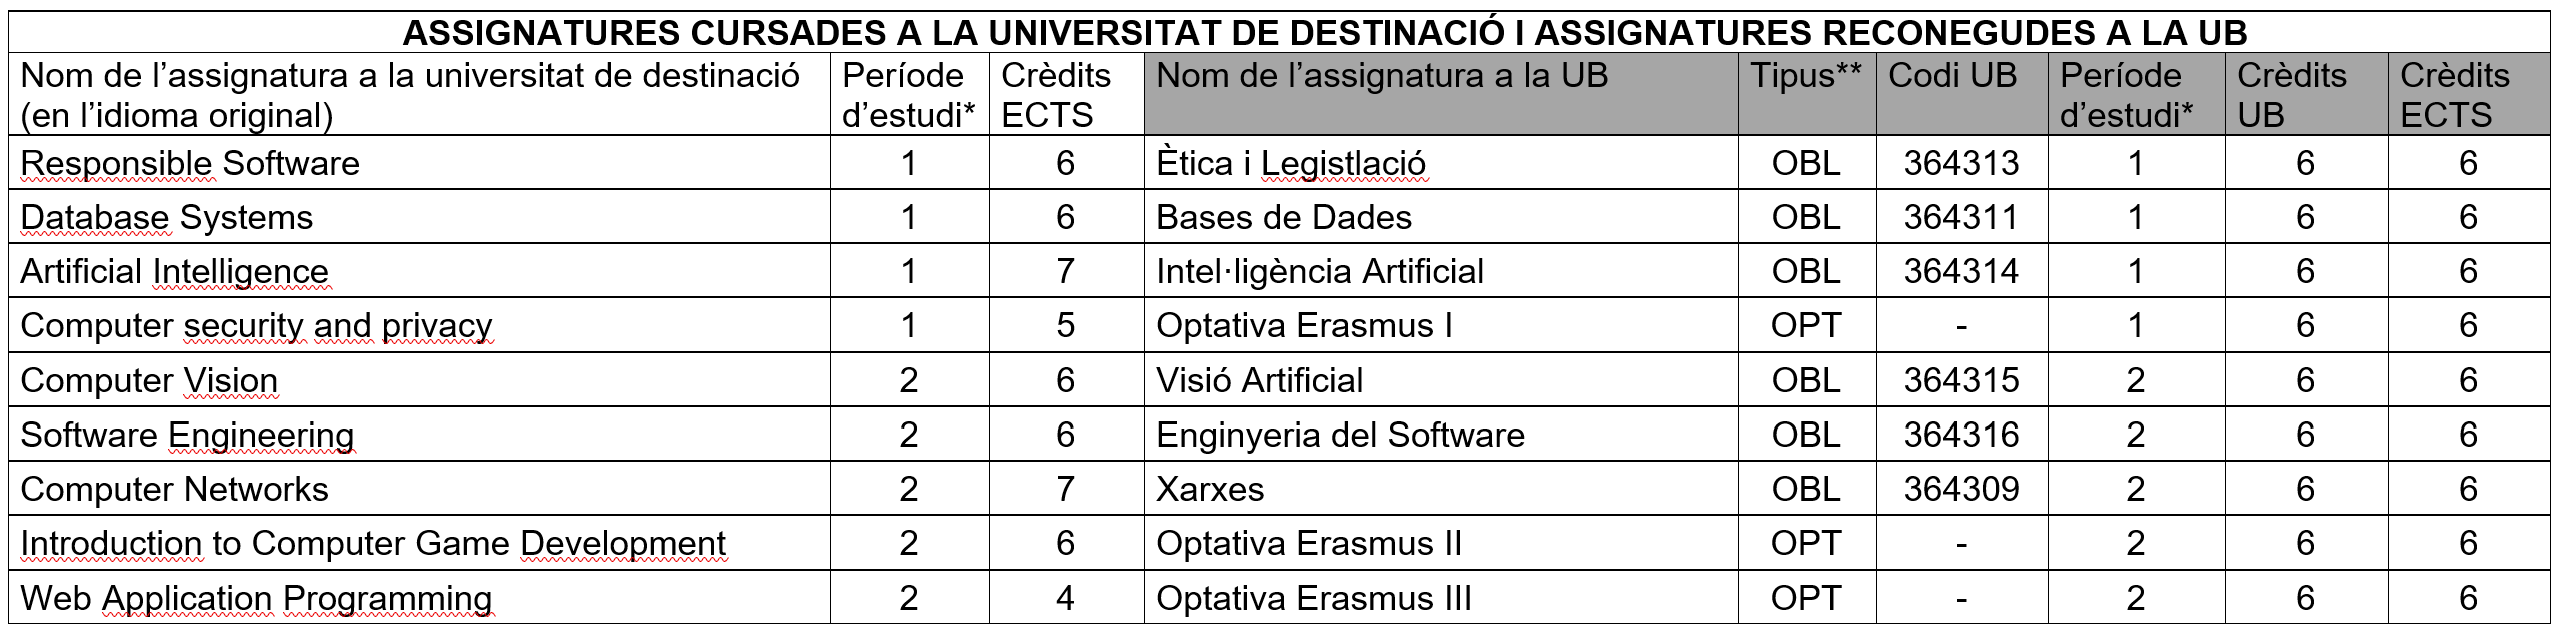 ASSIGNATURES CURSADES A LA UNIVERSITAT DE DESTINACIÓ I ASSIGNATURES RECONEGUDES A LA UB
Nom de l’assignatura a la universitat de destinació (en l’idioma original) Període d’estudi* Crèdits ECTS Nom de l’assignatura a la UB Tipus** Codi UB Període d’estudi* Crèdits UB Crèdits ECTS
Responsible Software 1 6 Ètica i Legistlació OBL 364313 1 6 6
Database Systems 1 6 Bases de Dades OBL 364311 1 6 6
Artificial Intelligence 1 7 Intel·ligència Artificial OBL 364314 1 6 6
Computer security and privacy 1 5 Optativa Erasmus I OPT - 1 6 6
Computer Vision 2 6 Visió Artificial OBL 364315 2 6 6
Software Engineering 2 6 Enginyeria del Software OBL 364316 2 6 6
Computer Networks 2 7 Xarxes OBL 364309 2 6 6
Introduction to Computer Game Development 2 6 Optativa Erasmus II OPT - 2 6 6
Web Application Programming 2 4 Optativa Erasmus III OPT - 2 6 6